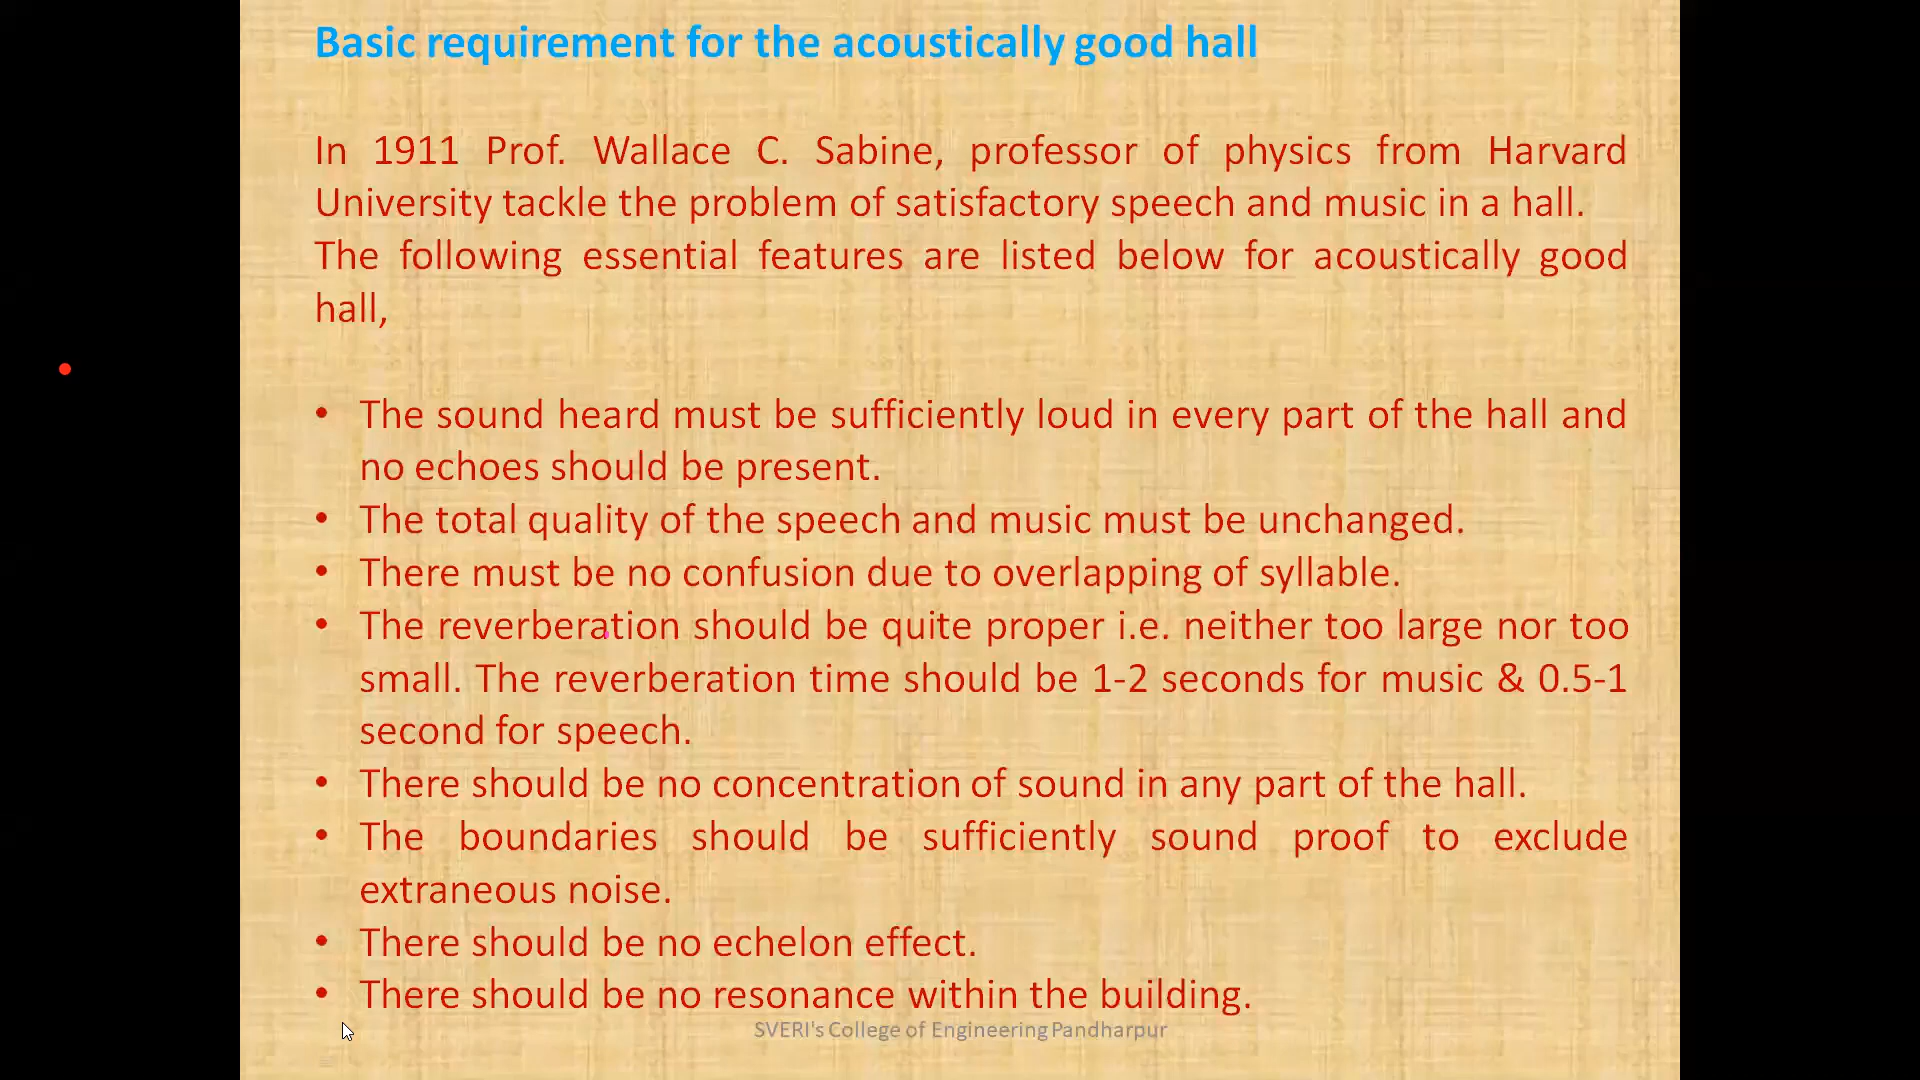 Basic requirement for the acoustically good hall
In 1911 Prof. Wallace C. Sabine, professor of physics from Harvard
University tackle the problem of satisfactory speech and music in a hall.
The following essential features are listed below for acoustically good
hall,
• The sound heard must be sufficiently loud in every part of the hall and
no echoes should be present.
• The total quality of the speech and music must be unchanged.
• There must be no confusion due to overlapping of syllable.
• The reverberation should be quite proper i.e. neither too large nor too
small. The reverberation time should be 1-2 seconds for music & 0.5-1
second for speech.
• There should be no concentration of sound in any part of the hall.
• The boundaries should be sufficiently sound proof to exclude
extraneous noise.
• There should be no echelon effect.
• There should be no resonance within the building.
SVERI's College of Engineering Pandharpur